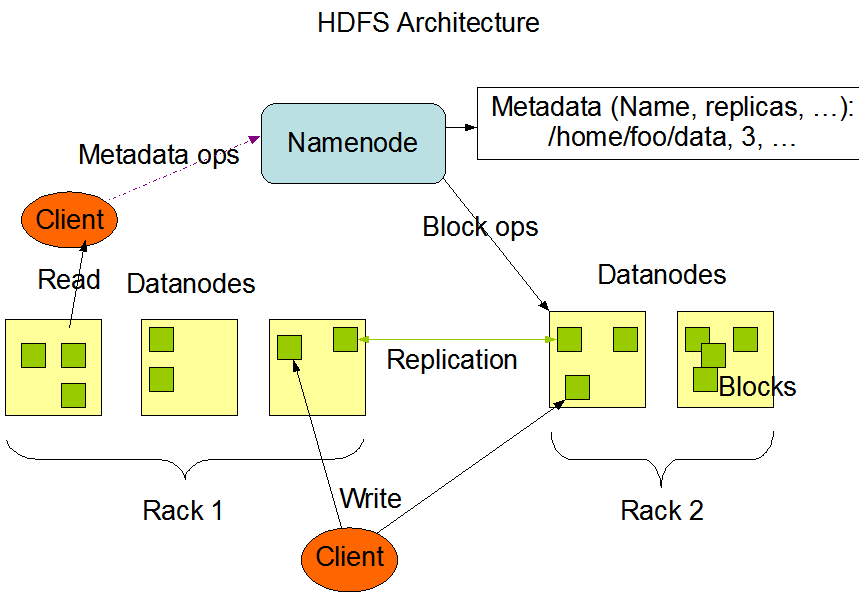 HDFS Architecture
Metadata (Name, replicas, …):
/home/foo/data, 3, …
Namenode
Metadata ops
Client
Block ops
Read
Datanodes
Datanodes
Replication
Blocks
Rack 1
Write
Rack 2
Client